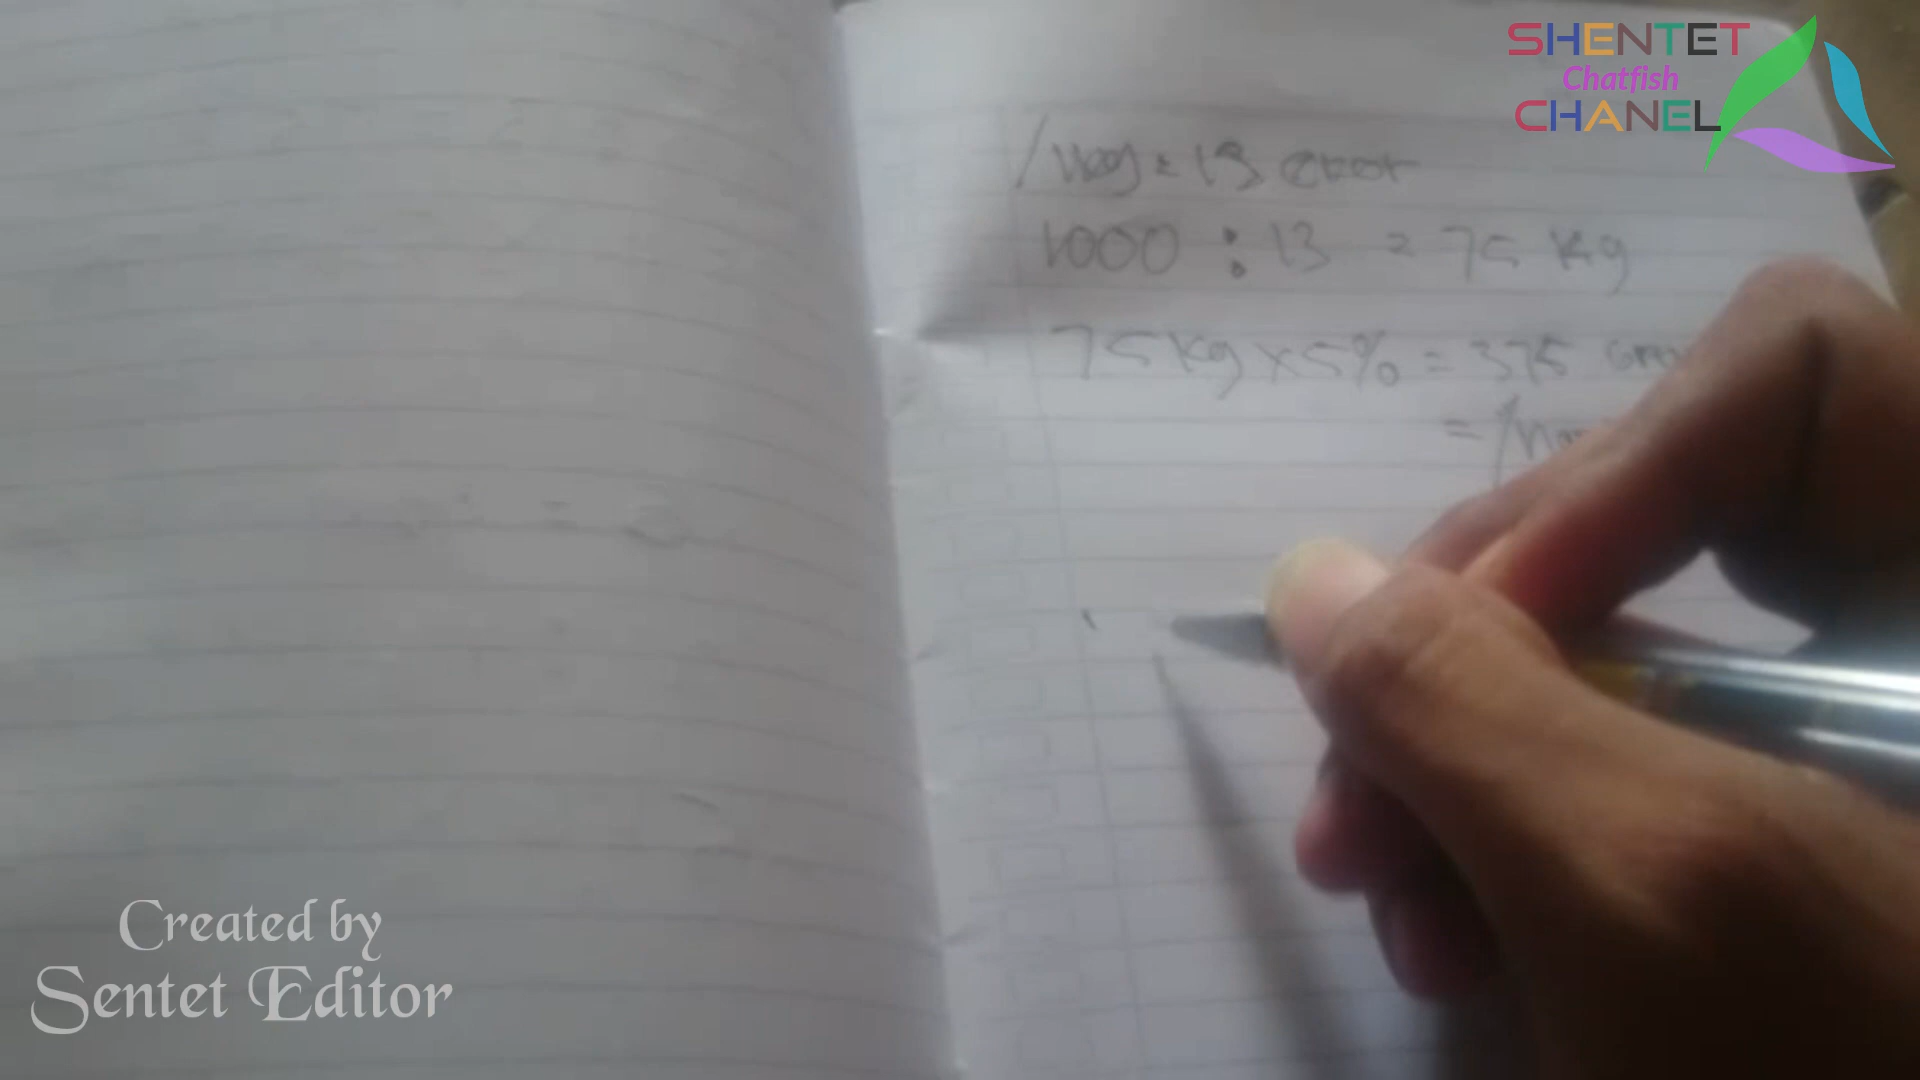 SHENTET
Chatfish
CHANEL
/1kg = 13 ekor
1000 : 13 = 75 kg
75 kg x 5% = 375
=
Created by
Sentet Editor